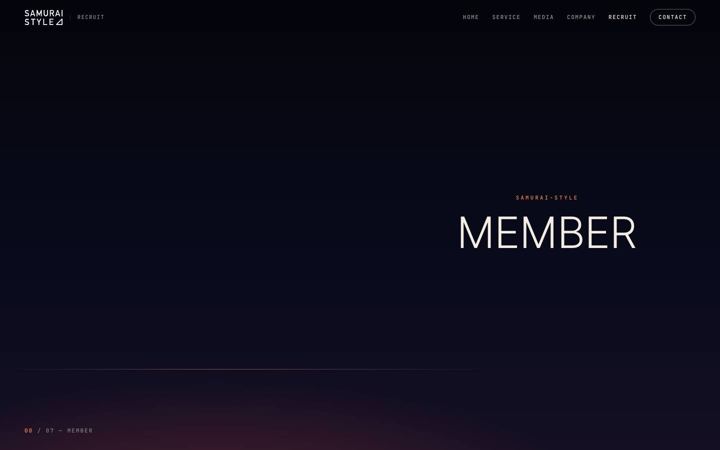 SAMURAI
STYLE
RECRUIT
HOME SERVICE MEDIA COMPANY RECRUIT CONTACT
SAMURAI-STYLE
MEMBER
00 / 07 — MEMBER